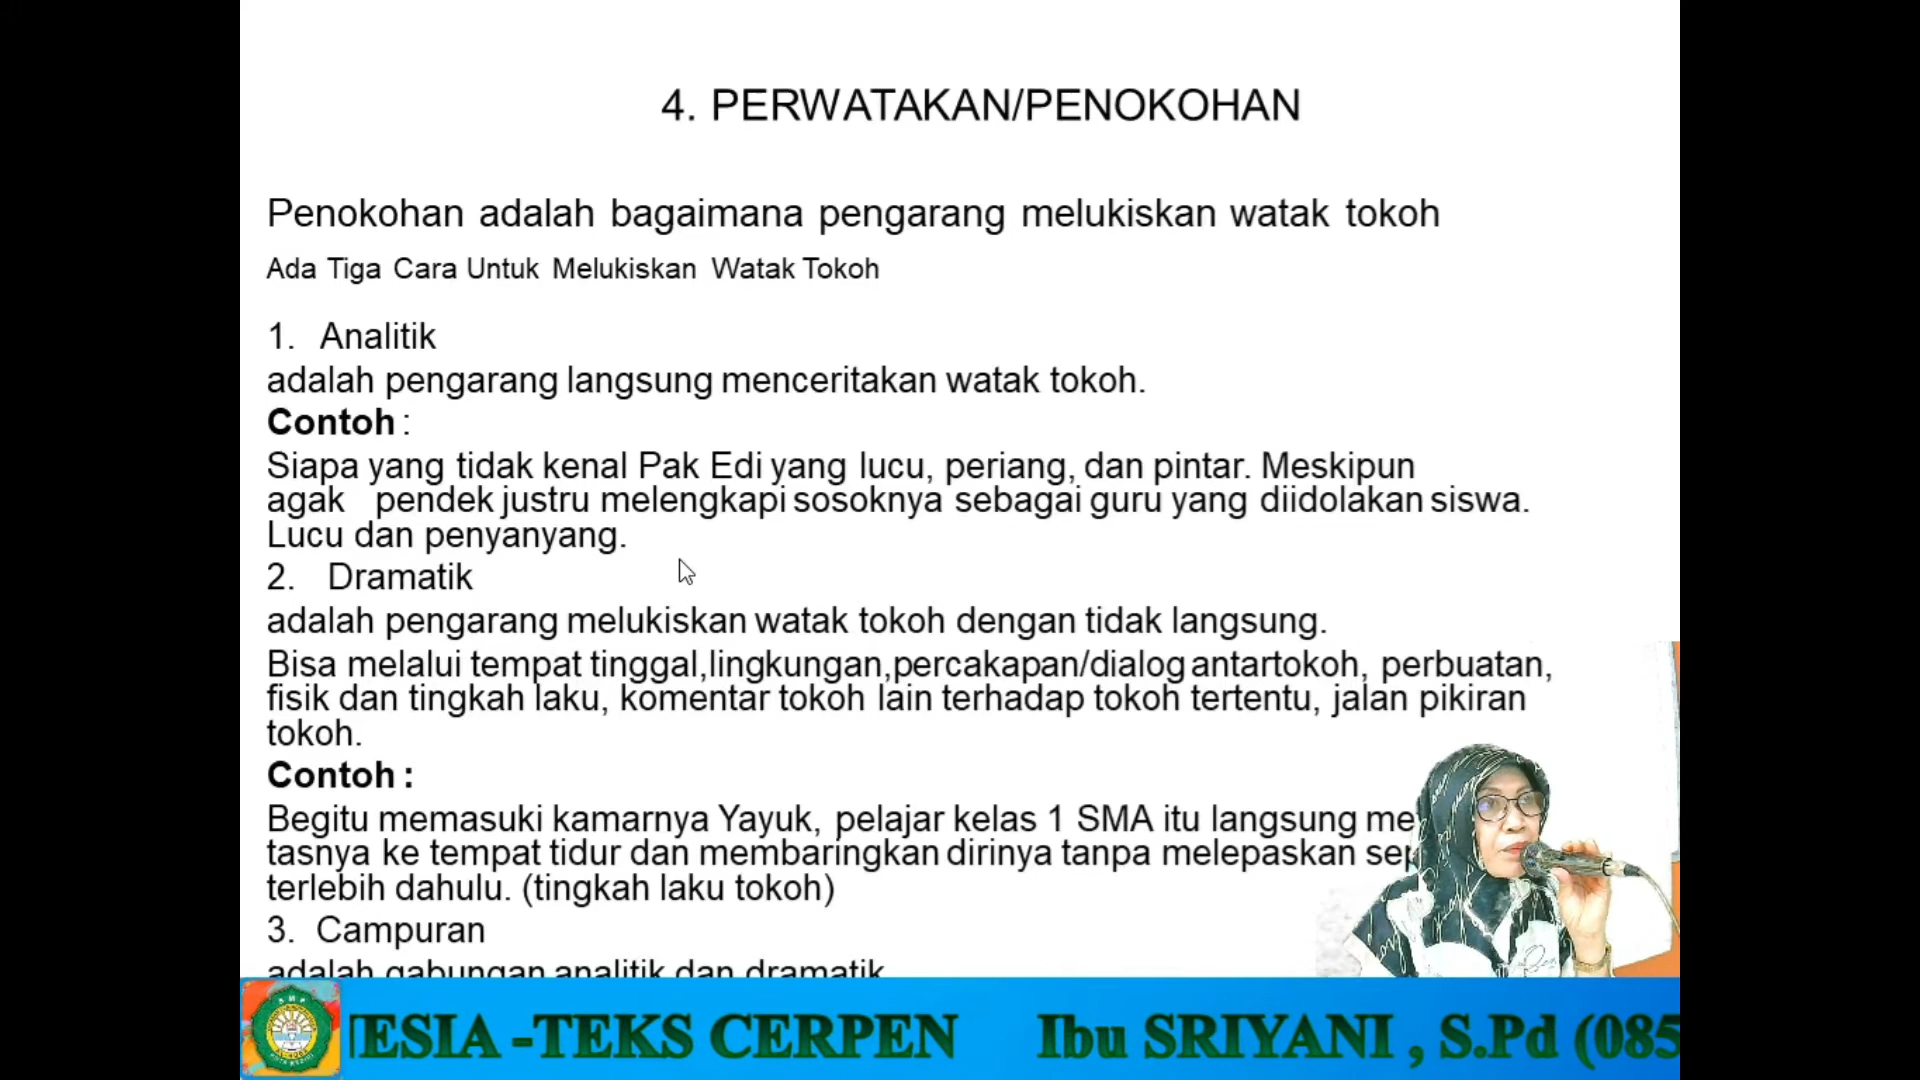 4. PERWATAKAN/PENOKOHAN
Penokohan adalah bagaimana pengarang melukiskan watak tokoh
Ada Tiga Cara Untuk Melukiskan Watak Tokoh
1. Analitik
adalah pengarang langsung menceritakan watak tokoh.
Contoh :
Siapa yang tidak kenal Pak Edi yang lucu, periang, dan pintar. Meskipun
agak pendek justru melengkapi sosoknya sebagai guru yang diidolakan siswa.
Lucu dan penyanyang.
2. Dramatik
adalah pengarang melukiskan watak tokoh dengan tidak langsung.
Bisa melalui tempat tinggal,lingkungan,percakapan/dialog antartokoh, perbuatan,
fisik dan tingkah laku, komentar tokoh lain terhadap tokoh tertentu, jalan pikiran
tokoh.
Contoh :
Begitu memasuki kamarnya Yayuk, pelajar kelas 1 SMA itu langsung me
tasnya ke tempat tidur dan membaringkan dirinya tanpa melepaskan sep
terlebih dahulu. (tingkah laku tokoh)
3. Campuran
adalah gabungan analitik dan dramatik
ESIA -TEKS CERPEN Ibu SRIYANI , S.Pd (085